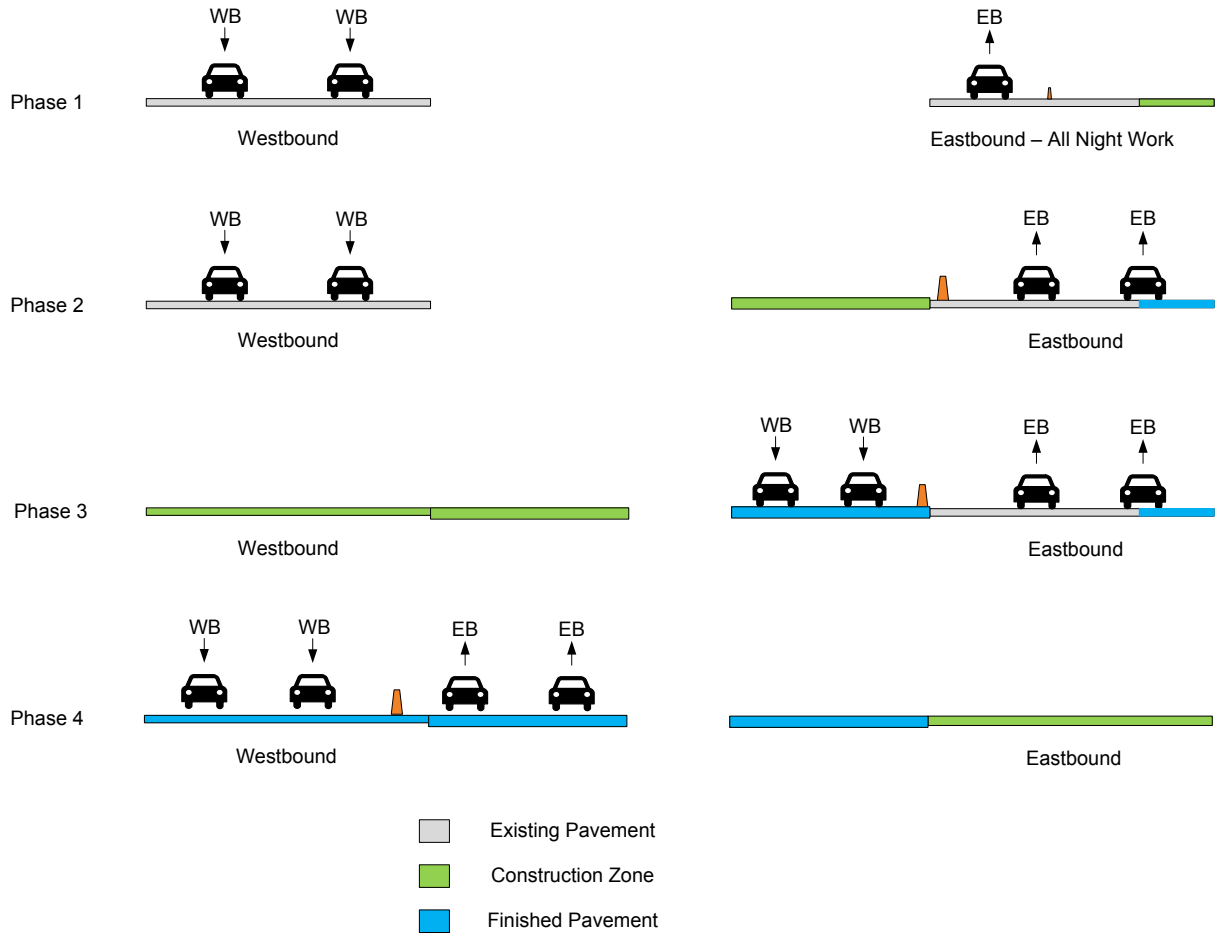 WB WB EB
Phase 1
Westbound
Eastbound – All Night Work
WB WB EB EB
Phase 2
Westbound
Eastbound
WB WB EB EB
Phase 3
Westbound
Eastbound
WB WB EB EB
Phase 4
Westbound
Eastbound
Existing Pavement
Construction Zone
Finished Pavement